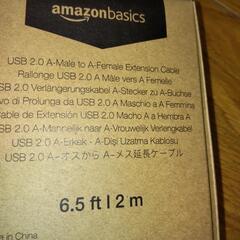 amazonbasics
USB 2.0 A-Male to A-Female Extension Cable
Rallonge USB 2.0 A Mâle vers A Femelle
USB 2.0 Verlängerungskabel A-Stecker zu A-Buchse
di Prolunga da USB 2.0 A Maschio a A Femmina
Cable de Extensión USB 2.0 Macho A a Hembra A
USB 2.0 A-Mannelijk naar A-Vrouwelijk Verlengkabel
USB 2.0 A-Erkek - A-Dişi Uzatma Kablosu
USB 2.0 A-オスから A-メス延長ケーブル
6.5 ft | 2 m
in China